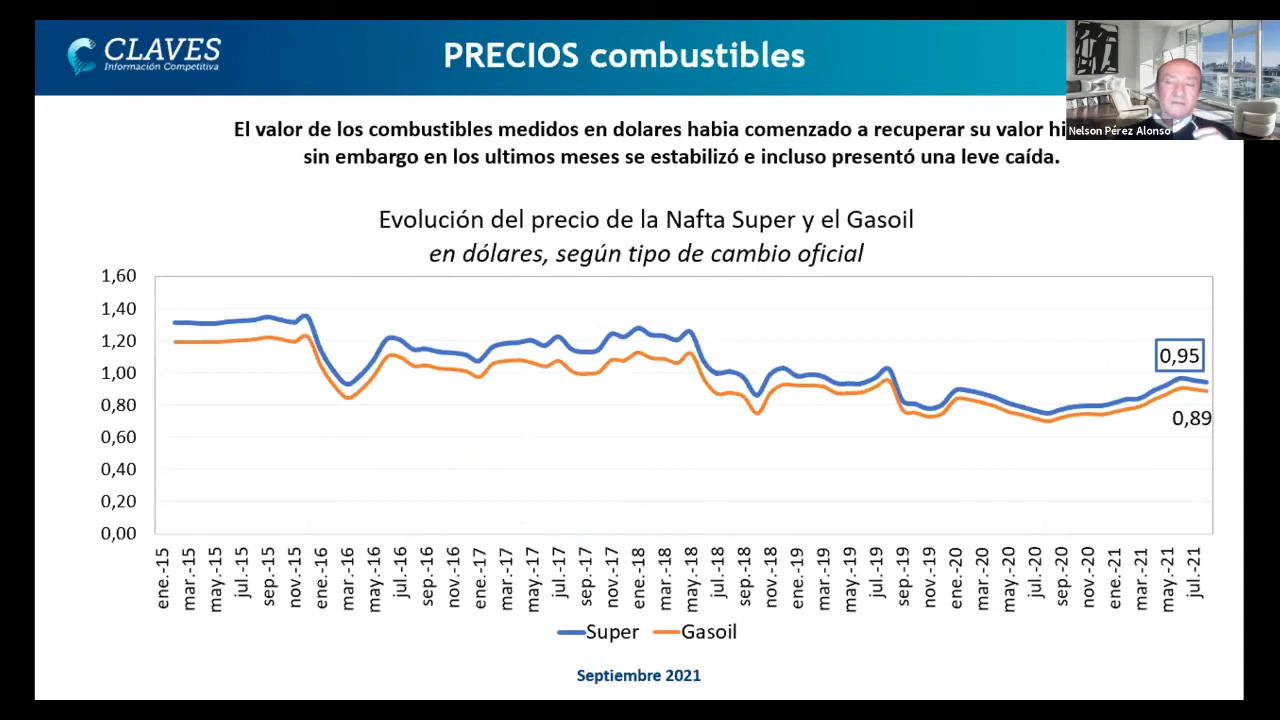 CLAVES
Información Competitiva
PRECIOS combustibles
Nelson Pérez Alonso
El valor de los combustibles medidos en dolares habia comenzado a recuperar su valor
sin embargo en los ultimos meses se estabilizó e incluso presentó una leve caída.
Evolución del precio de la Nafta Super y el Gasoil
en dólares, según tipo de cambio oficial
1,60
1,40
1,20
1,00
0,80
0,60
0,40
0,20
0,00
0,95
0,89
ene.-15
mar.-15
may.-15
jul.-15
sep.-15
nov.-15
ene.-16
mar.-16
may.-16
jul.-16
sep.-16
nov.-16
ene.-17
mar.-17
may.-17
jul.-17
sep.-17
nov.-17
ene.-18
mar.-18
may.-18
jul.-18
sep.-18
nov.-18
ene.-19
mar.-19
may.-19
jul.-19
sep.-19
nov.-19
ene.-20
mar.-20
may.-20
jul.-20
sep.-20
nov.-20
ene.-21
mar.-21
may.-21
jul.-21
Super
Gasoil
Septiembre 2021